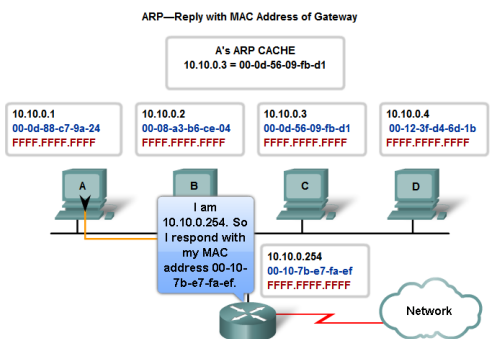 ARP—Reply with MAC Address of Gateway
A's ARP CACHE
10.10.0.3 = 00-0d-56-09-fb-d1
10.10.0.1
00-0d-88-c7-9a-24
FFFF.FFFF.FFFF
10.10.0.2
00-08-a3-b6-ce-04
FFFF.FFFF.FFFF
10.10.0.3
00-0d-56-09-fb-d1
FFFF.FFFF.FFFF
10.10.0.4
00-12-3f-d4-6d-1b
FFFF.FFFF.FFFF
A
B
C
D
I am
10.10.0.254. So
I respond with
my MAC
address 00-10-
7b-e7-fa-ef.
10.10.0.254
00-10-7b-e7-fa-ef
FFFF.FFFF.FFFF
Network